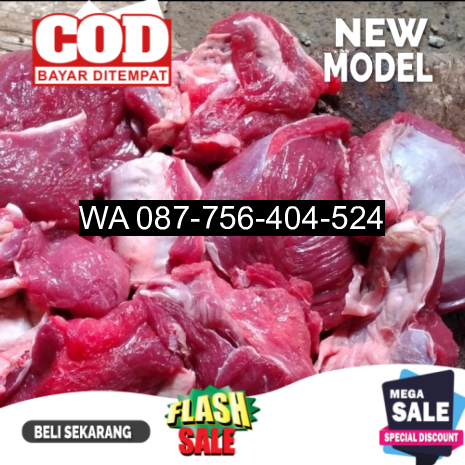 COD
BAYAR DITEMPAT
NEW
MODEL
WA 087-756-404-524
BELI SEKARANG
FLASH
SALE
MEGA
SALE
SPECIAL DISCOUNT